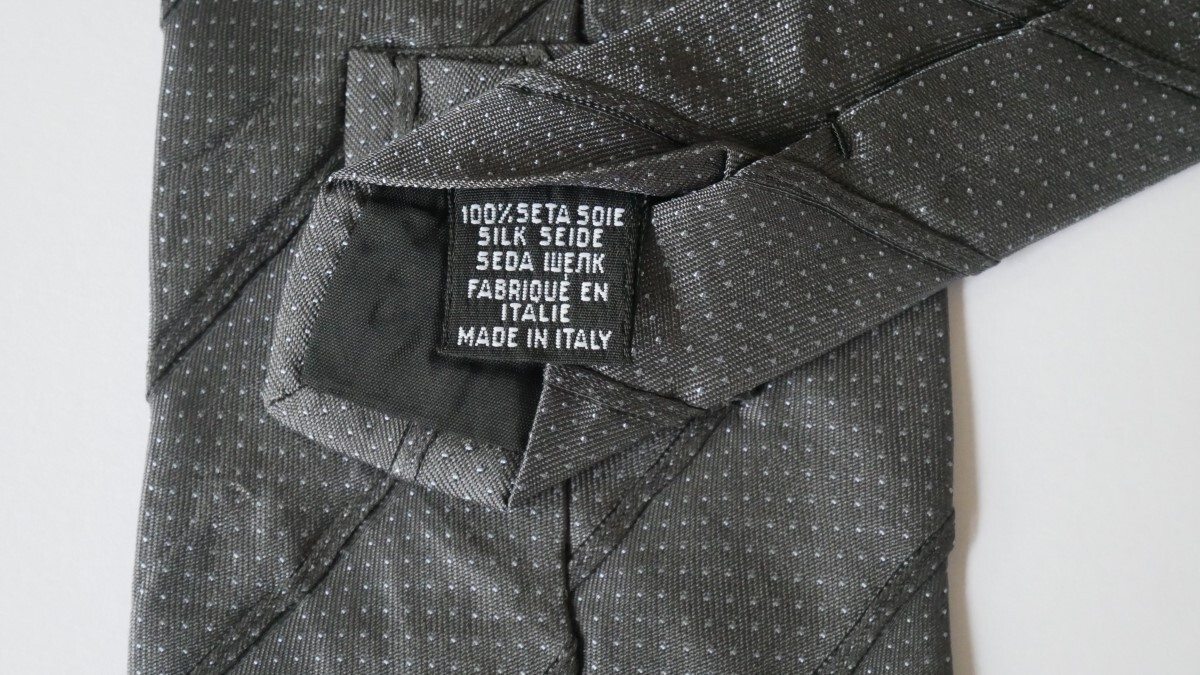 100% SETA SOIE
SILK SEIDE
SEDA ШЕЛК
FABRIQUÉ EN
ITALIE
MADE IN ITALY